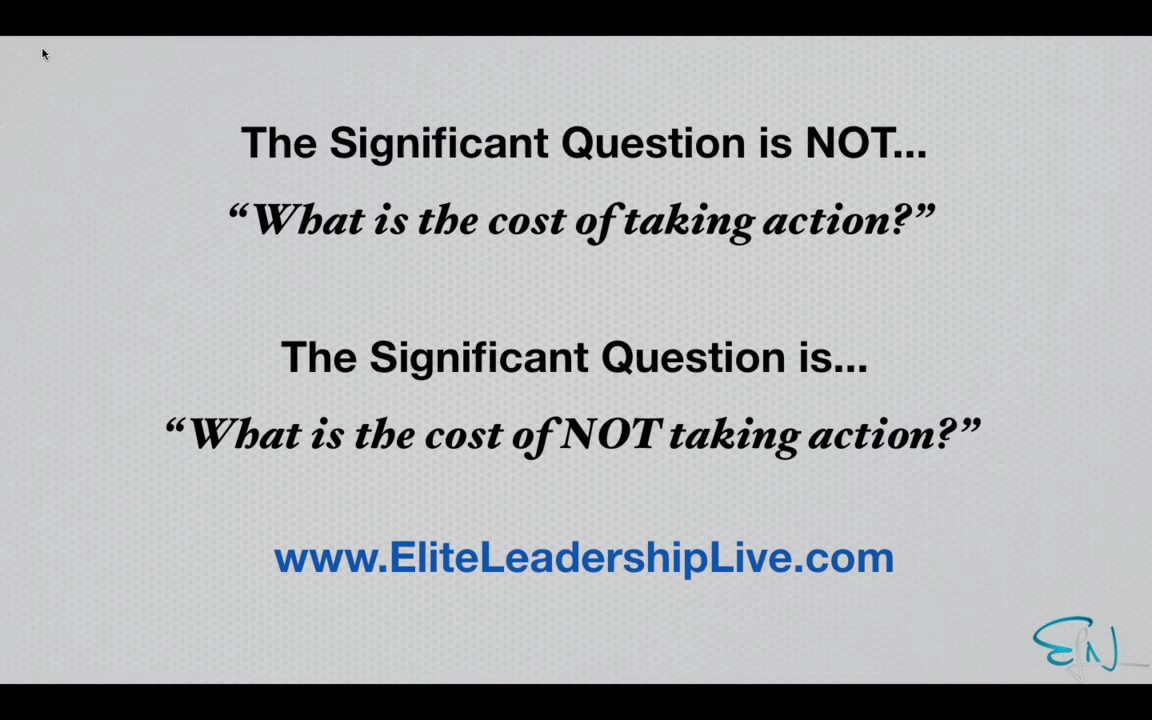 The Significant Question is NOT...
“What is the cost of taking action?”
The Significant Question is...
“What is the cost of NOT taking action?”
www.EliteLeadershipLive.com